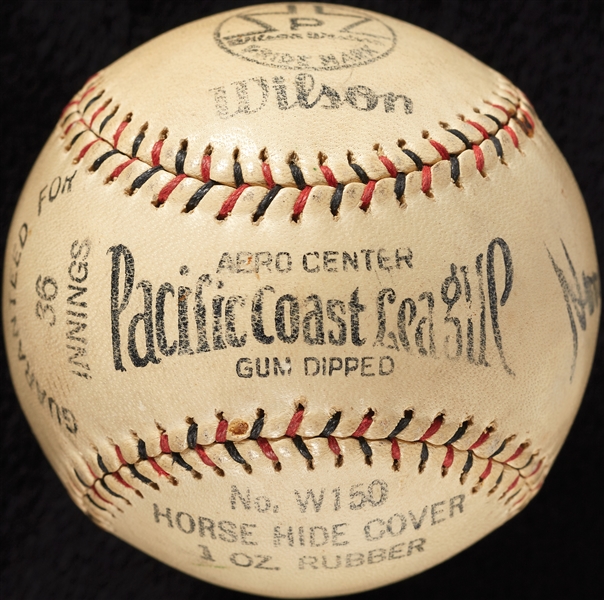 P
PRIDE MARK
Wilson
GUARANTEED FOR
36
INNINGS
AERO CENTER
Pacific Coast League
GUM DIPPED
No. W150
HORSE HIDE COVER
1 OZ. RUBBER